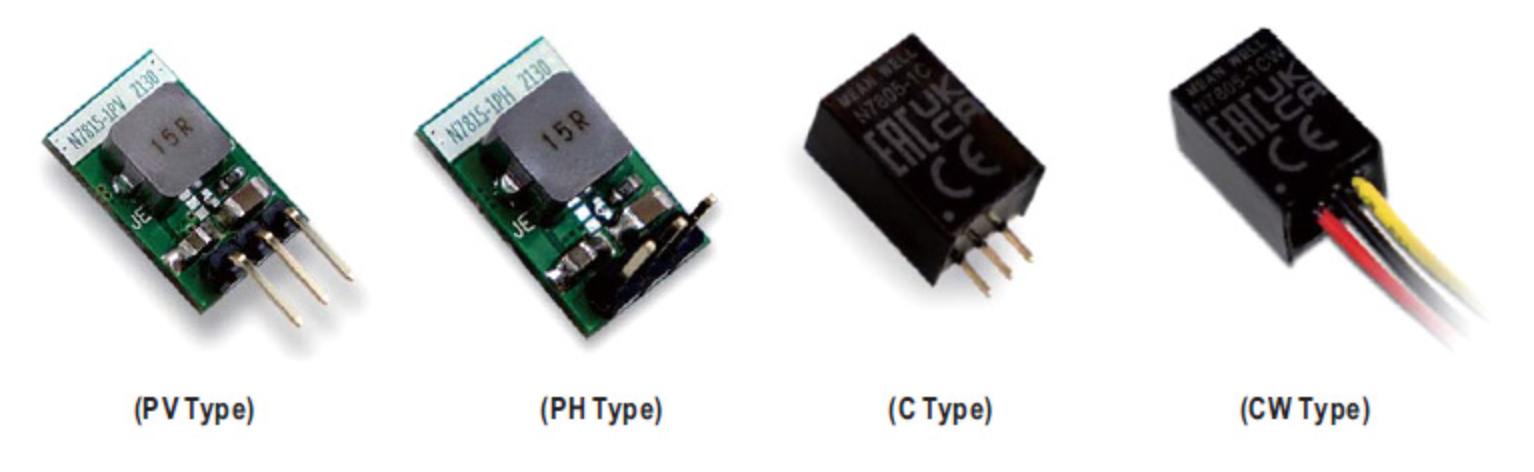 N7815-1PV 2130
15R
JE
(PV Type)
N7815-1PH 2130
15R
JE
(PH Type)
MEAN WELL
N7805-1C
EAC UK
CA
CE
(C Type)
MEAN WELL
N7805-1CW
EAC UK
CA
CE
(CW Type)